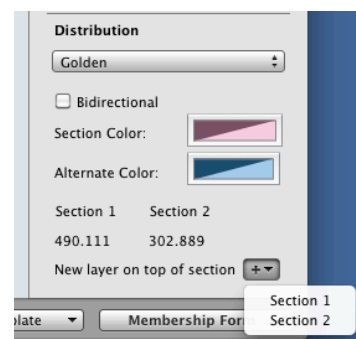 Distribution
Golden
Bidirectional
Section Color:
Alternate Color:
Section 1 Section 2
490.111 302.889
New layer on top of section +
Section 1
Membership For Section 2